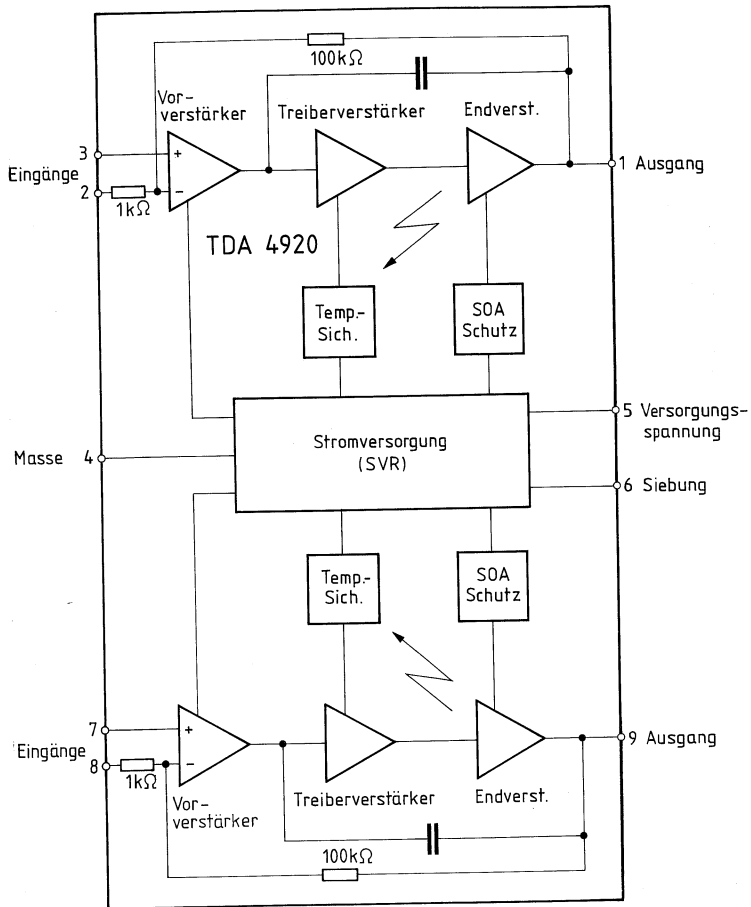 100kΩ
Vor-
verstärker
Treiberverstärker
Endverst.
3
+
1 Ausgang
Eingänge
2
−
1kΩ
TDA 4920
Temp.-
Sich.
SOA
Schutz
5 Versorgungs-
spannung
Stromversorgung
(SVR)
Masse 4
6 Siebung
Temp.-
Sich.
SOA
Schutz
7
+
9 Ausgang
Eingänge
8
−
1kΩ
Vor-
verstärker
Treiberverstärker
Endverst.
100kΩ